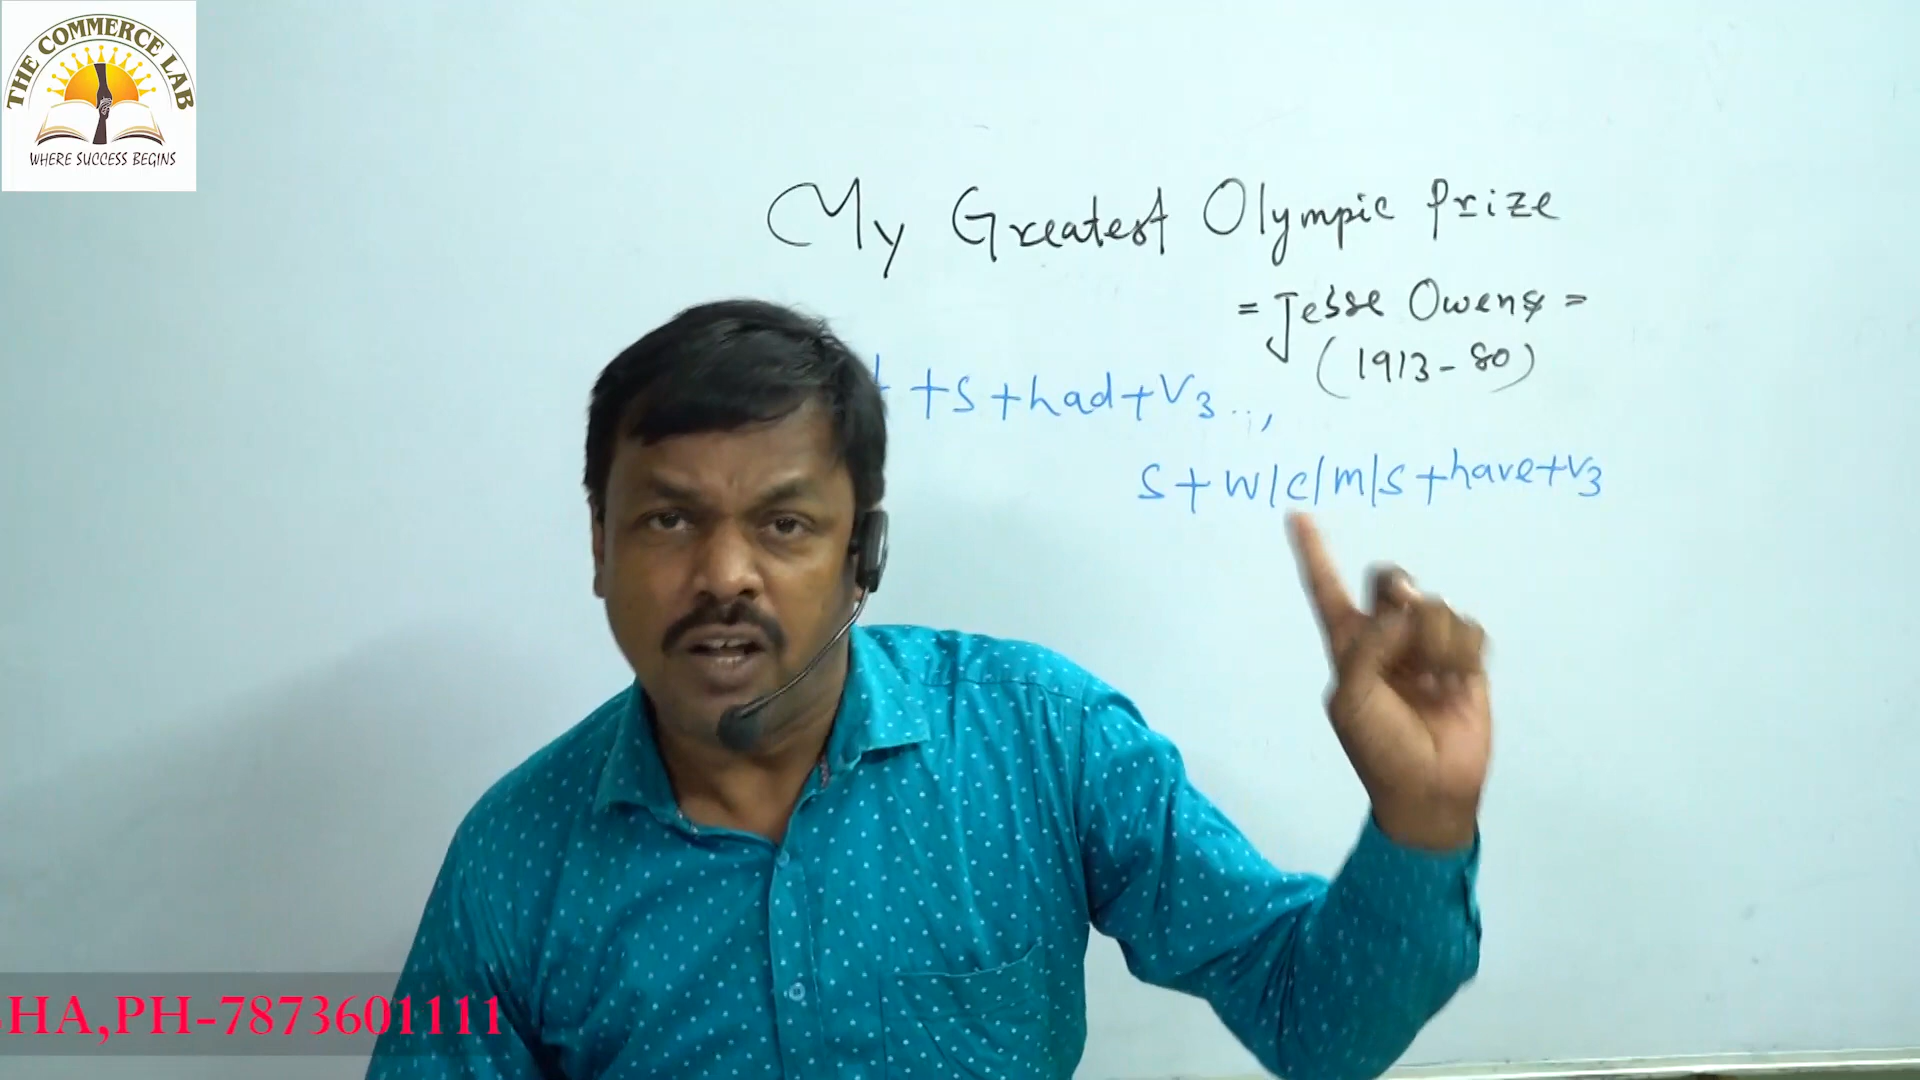 THE COMMERCE LAB
WHERE SUCCESS BEGINS
My Greatest Olympic Prize
= Jesse Owens =
(1913-80)
+ S + had + V3 ..,
S + W/C/M/S + have + V3
HA,PH-7873601111